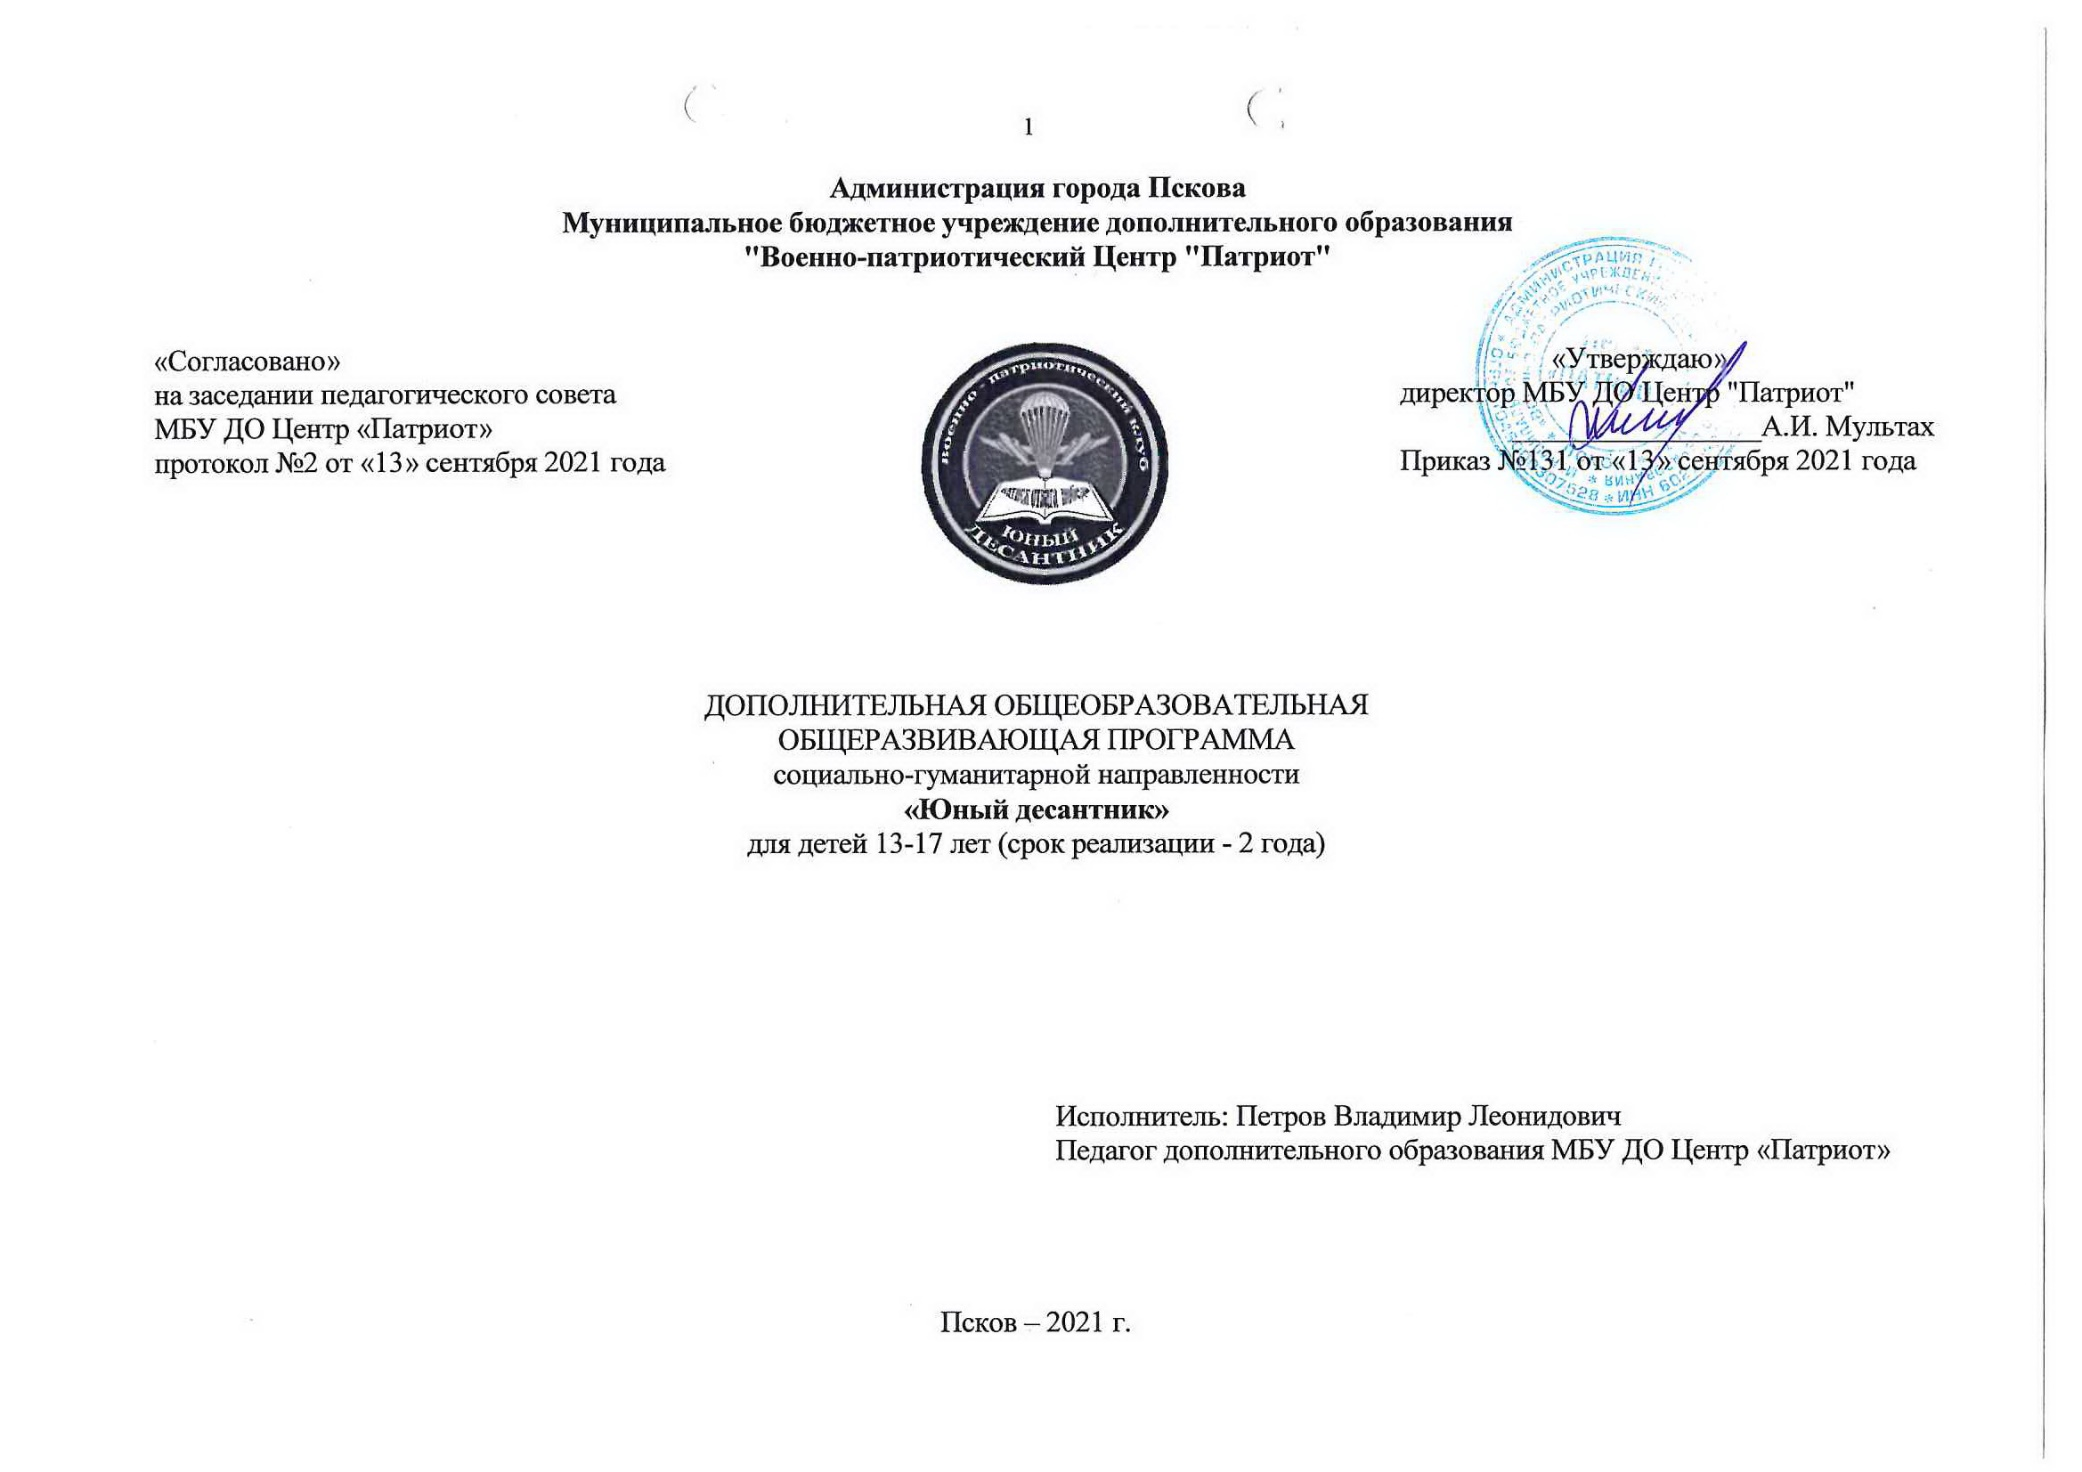 1
Администрация города Пскова
Муниципальное бюджетное учреждение дополнительного образования
"Военно-патриотический Центр "Патриот"
«Согласовано»
на заседании педагогического совета
МБУ ДО Центр «Патриот»
протокол №2 от «13» сентября 2021 года
военно - патриотический клуб
ЮНЫЙ
ДЕСАНТНИК
«Утверждаю»
директор МБУ ДО Центр "Патриот"
А.И. Мультах
Приказ №131 от «13» сентября 2021 года
ДОПОЛНИТЕЛЬНАЯ ОБЩЕОБРАЗОВАТЕЛЬНАЯ
ОБЩЕРАЗВИВАЮЩАЯ ПРОГРАММА
социально-гуманитарной направленности
«Юный десантник»
для детей 13-17 лет (срок реализации - 2 года)
Исполнитель: Петров Владимир Леонидович
Педагог дополнительного образования МБУ ДО Центр «Патриот»
Псков – 2021 г.